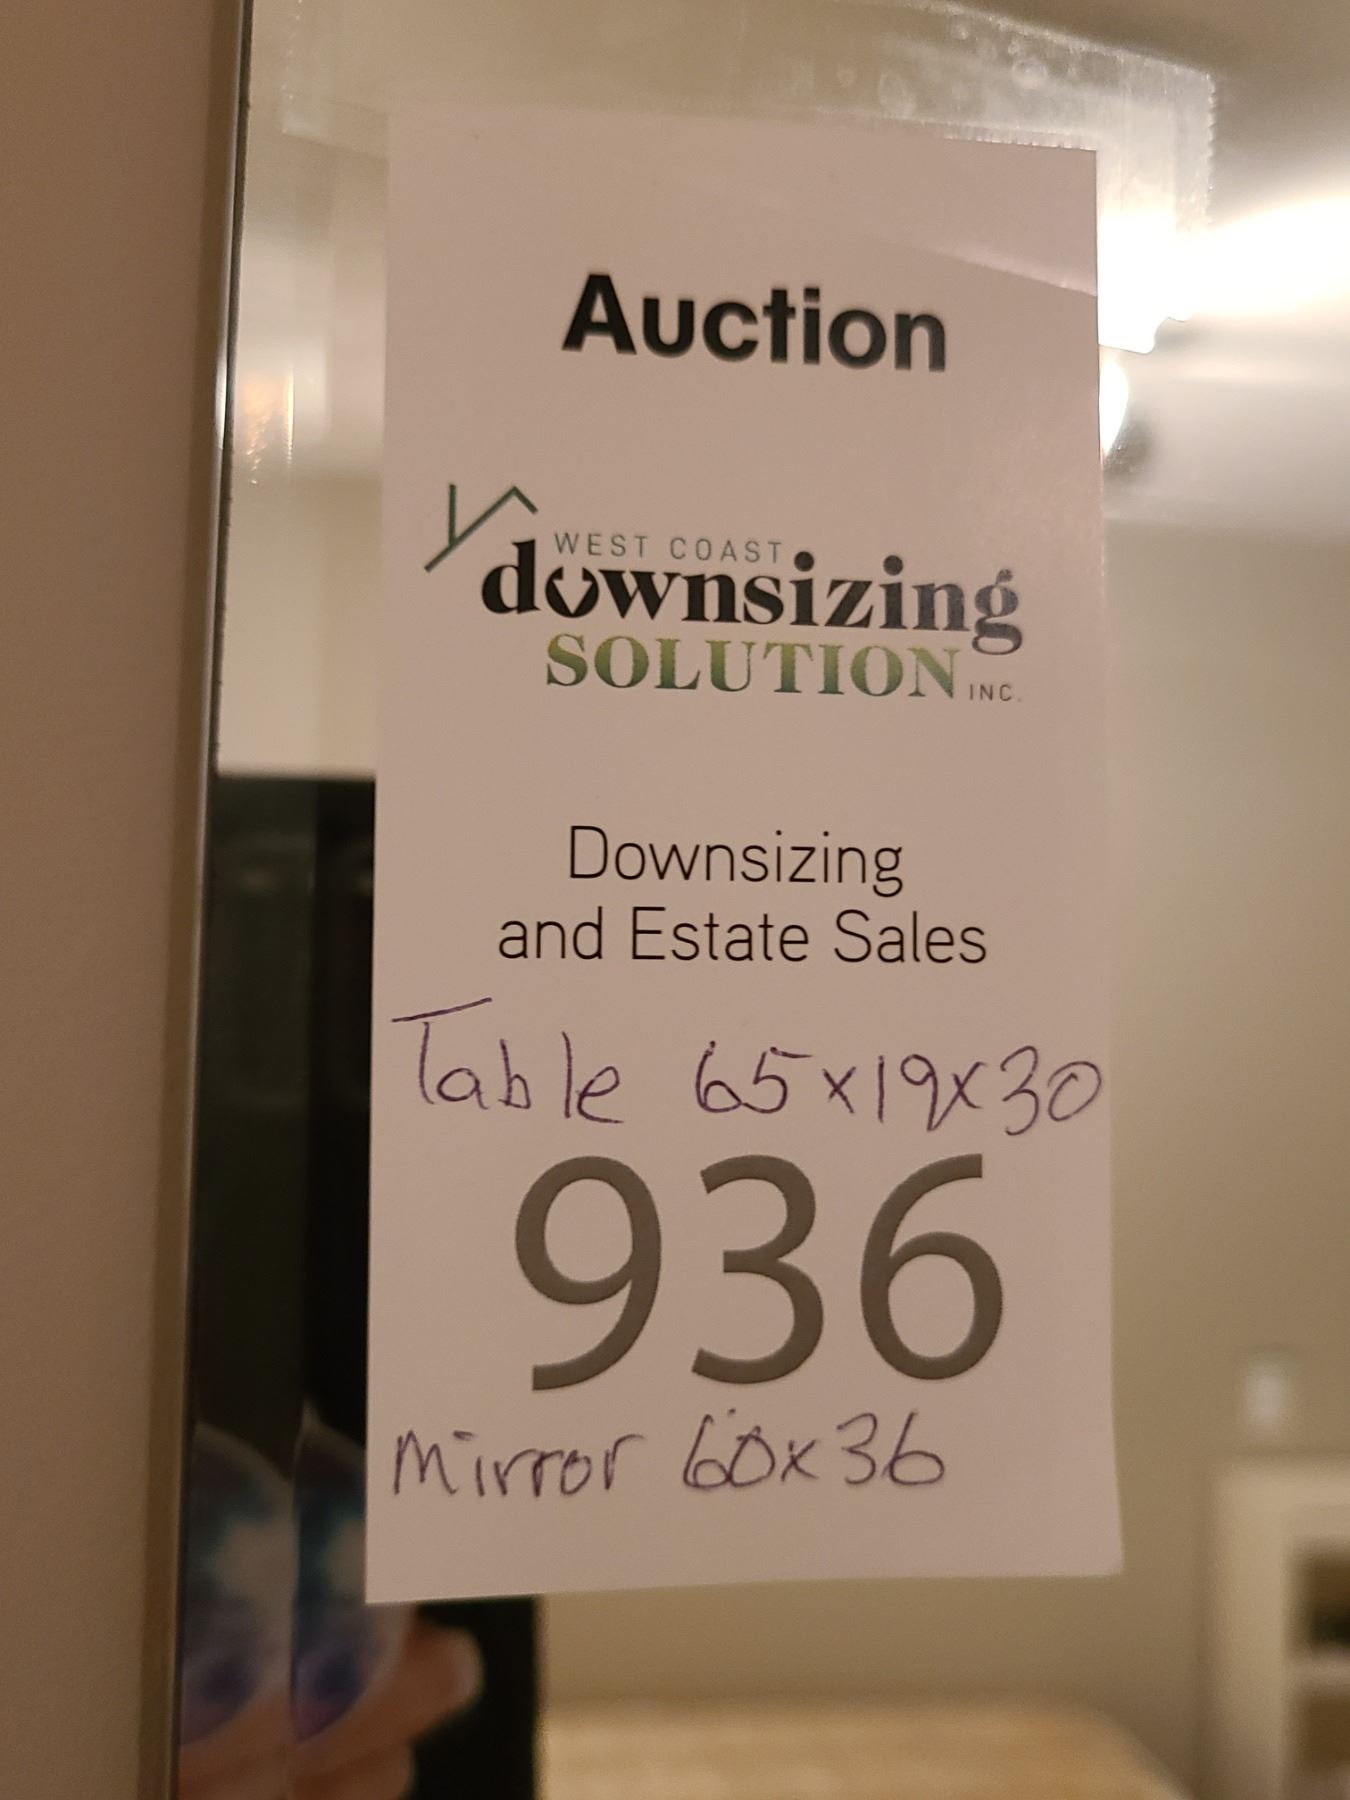 Auction
WEST COAST
downsizing
SOLUTION INC.
Downsizing
and Estate Sales
Table 65x19x30
936
Mirror 60x36